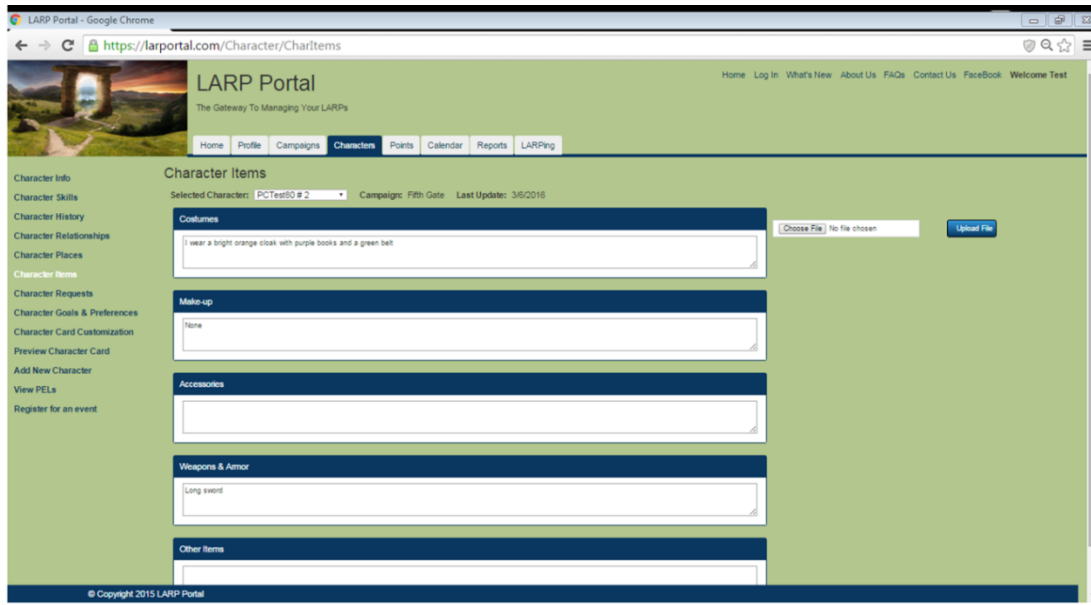 LARP Portal - Google Chrome
https://larportal.com/Character/CharItems
LARP Portal
Home Log In What's New About Us FAQs Contact Us FaceBook Welcome Test
The Gateway To Managing Your LARPs
Home Profile Campaigns Characters Points Calendar Reports LARPing
Character Info
Character Skills
Character History
Character Relationships
Character Places
Character Items
Character Requests
Character Goals & Preferences
Character Card Customization
Preview Character Card
Add New Character
View PELs
Register for an event
Character Items
Selected Character: PCTest60 # 2 Campaign: Fifth Gate Last Update: 3/6/2016
Costumes
I wear a bright orange cloak with purple books and a green belt
Choose File No file chosen Upload File
Make-up
None
Accessories
Weapons & Armor
Long sword
Other Items
© Copyright 2015 LARP Portal